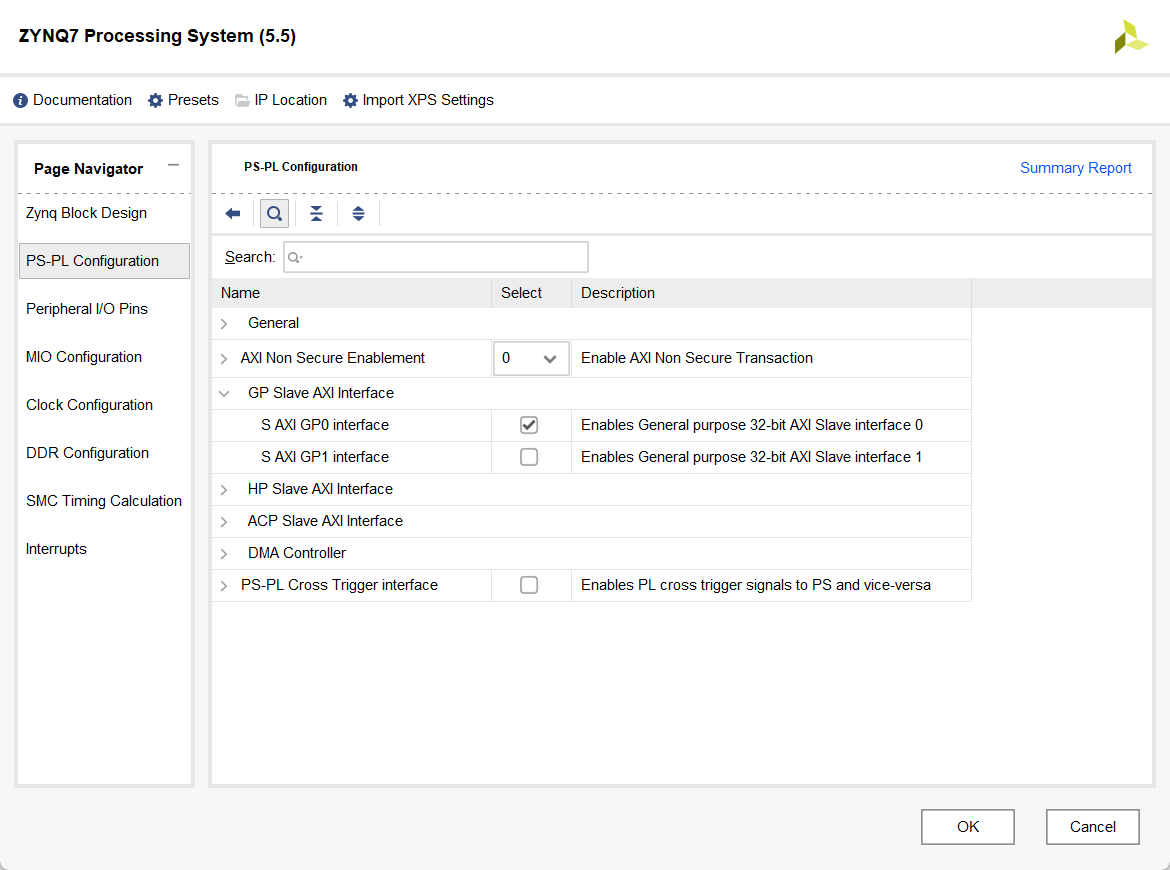 ZYNQ7 Processing System (5.5)
Documentation Presets IP Location Import XPS Settings
Page Navigator
Zynq Block Design
PS-PL Configuration
Peripheral I/O Pins
MIO Configuration
Clock Configuration
DDR Configuration
SMC Timing Calculation
Interrupts
PS-PL Configuration Summary Report
Search:
Name Select Description
General
AXI Non Secure Enablement 0 Enable AXI Non Secure Transaction
GP Slave AXI Interface
S AXI GP0 interface Enables General purpose 32-bit AXI Slave interface 0
S AXI GP1 interface Enables General purpose 32-bit AXI Slave interface 1
HP Slave AXI Interface
ACP Slave AXI Interface
DMA Controller
PS-PL Cross Trigger interface Enables PL cross trigger signals to PS and vice-versa
OK Cancel